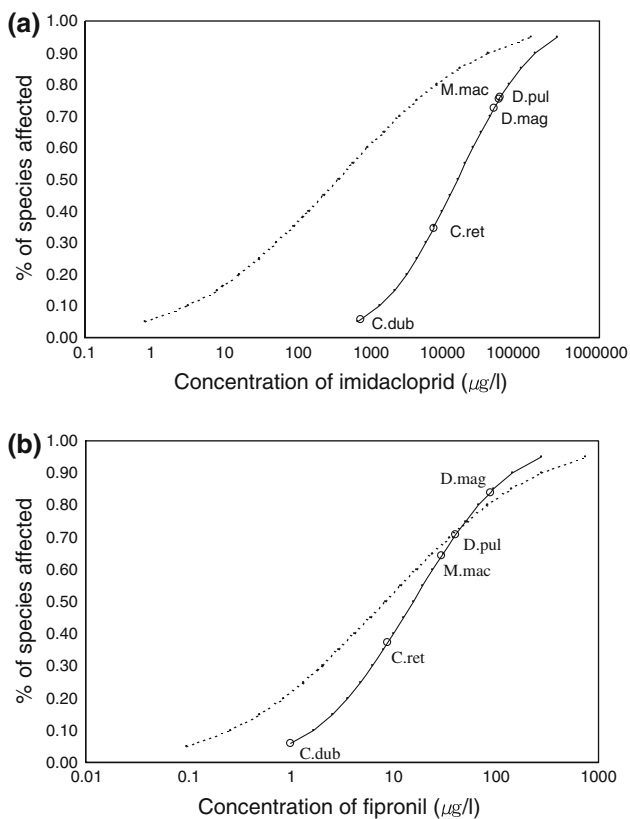 (a)
% of species affected
1.00
0.90
0.80
0.70
0.60
0.50
0.40
0.30
0.20
0.10
0.00
M.mac
D.pul
D.mag
C.ret
C.dub
0.1 1 10 100 1000 10000 100000 1000000
Concentration of imidacloprid (µg/l)
(b)
% of species affected
1.00
0.90
0.80
0.70
0.60
0.50
0.40
0.30
0.20
0.10
0.00
D.mag
D.pul
M.mac
C.ret
C.dub
0.01 0.1 1 10 100 1000
Concentration of fipronil (µg/l)